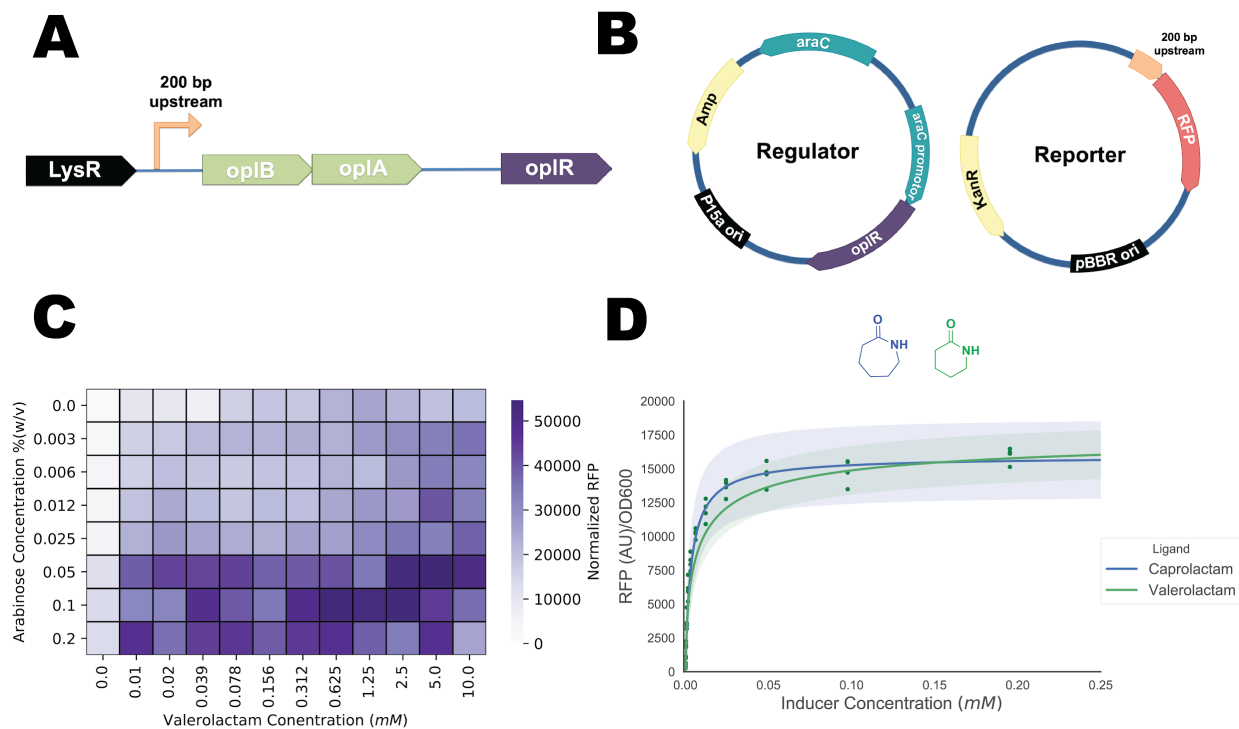 A
200 bp
upstream
LysR
oplB
oplA
oplR
B
araC
Amp
araC promotor
Regulator
P15a ori
oplR
200 bp
upstream
RFP
Reporter
KanR
pBBR ori
C
Arabinose Concentration %(w/v)
0.0
0.003
0.006
0.012
0.025
0.05
0.1
0.2
0.0
0.01
0.02
0.039
0.078
0.156
0.312
0.625
1.25
2.5
5.0
10.0
Valerolactam Conentration (mM)
50000
40000
30000
20000
10000
0
Normalized RFP
D
O
NH
O
NH
RFP (AU)/OD600
20000
17500
15000
12500
10000
7500
5000
2500
0
0.00
0.05
0.10
0.15
0.20
0.25
Inducer Concentration (mM)
Ligand
Caprolactam
Valerolactam